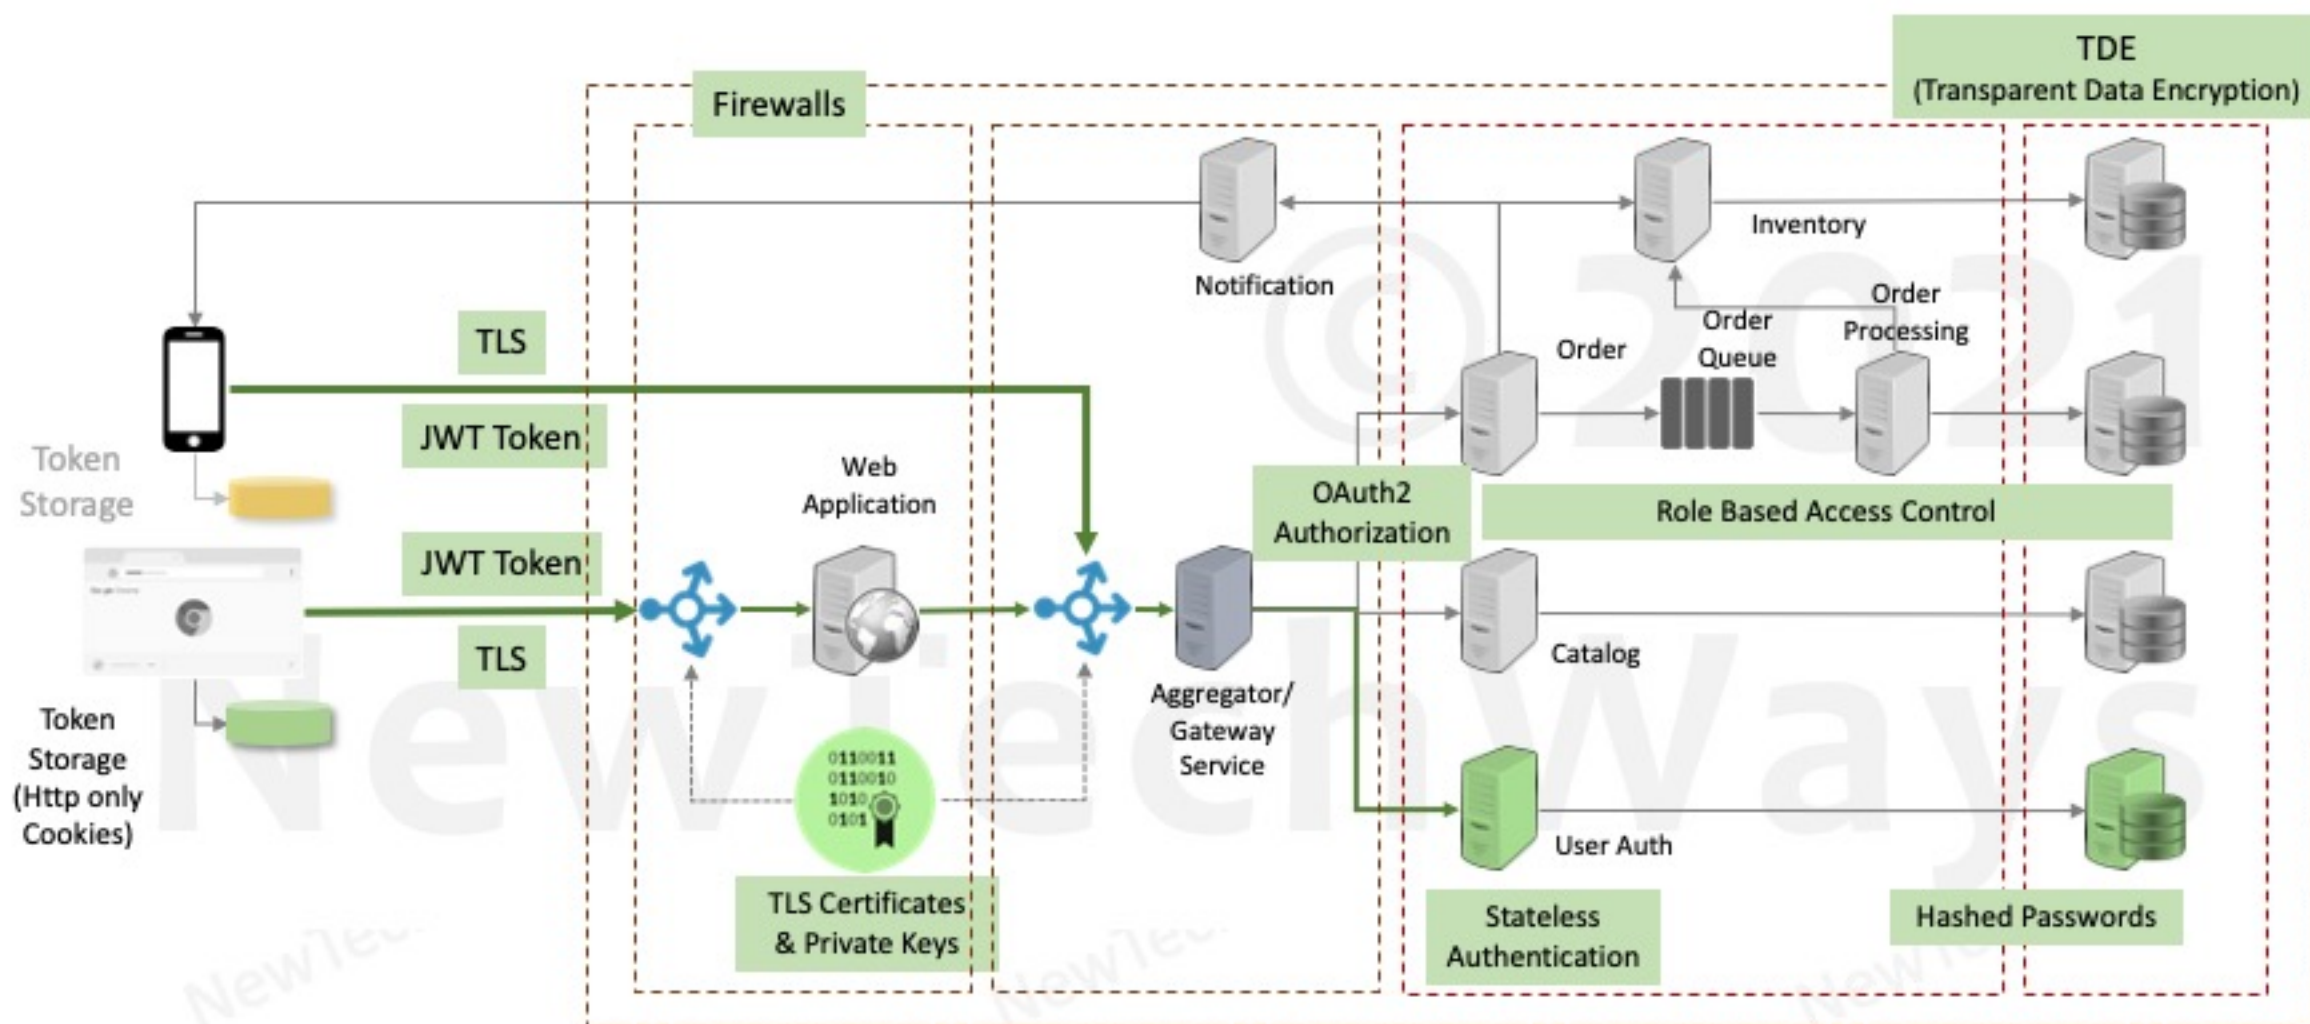 TDE
(Transparent Data Encryption)
Firewalls
Inventory
Notification
Order
Processing
Order
Queue
Order
TLS
JWT Token
Token
Storage
Web
Application
OAuth2
Authorization
Role Based Access Control
JWT Token
TLS
Catalog
Aggregator/
Gateway
Service
Token
Storage
(Http only
Cookies)
0110011
0110010
1010
0101
User Auth
TLS Certificates
& Private Keys
Stateless
Authentication
Hashed Passwords
© 2021
NewTechWays